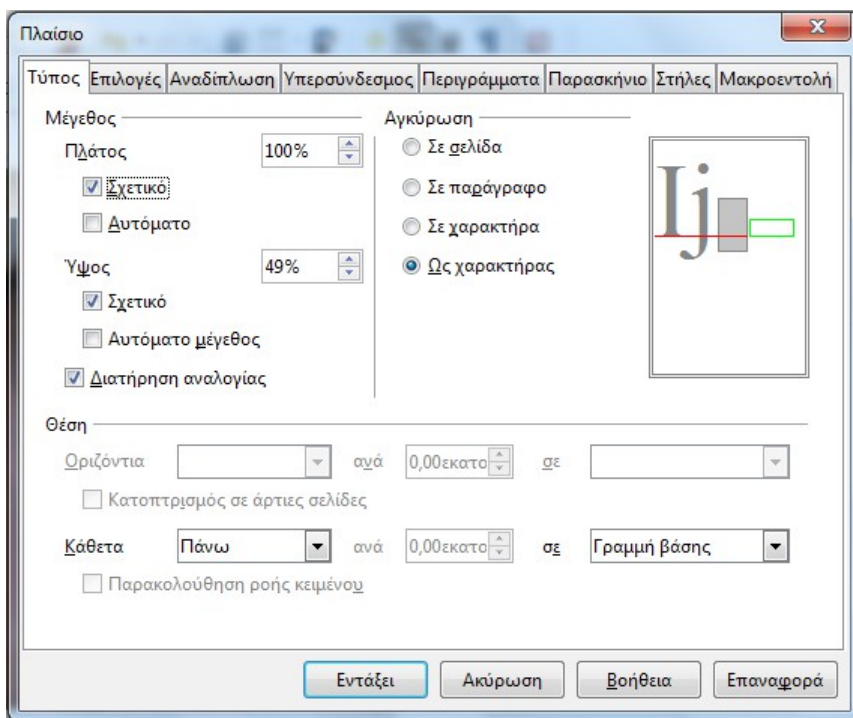 Πλαίσιο
Τύπος Επιλογές Αναδίπλωση Υπερσύνδεσμος Περιγράμματα Παρασκήνιο Στήλες Μακροεντολή
Μέγεθος Αγκύρωση
Πλάτος 100% Σε σελίδα
Σχετικό Σε παράγραφο
Αυτόματο Σε χαρακτήρα
Ύψος 49% Ως χαρακτήρας
Σχετικό
Αυτόματο μέγεθος
Διατήρηση αναλογίας
Ij
Θέση
Οριζόντια ανά 0,00εκατο σε
Κατοπτρισμός σε άρτιες σελίδες
Κάθετα Πάνω ανά 0,00εκατο σε Γραμμή βάσης
Παρακολούθηση ροής κειμένου
Εντάξει Ακύρωση Βοήθεια Επαναφορά